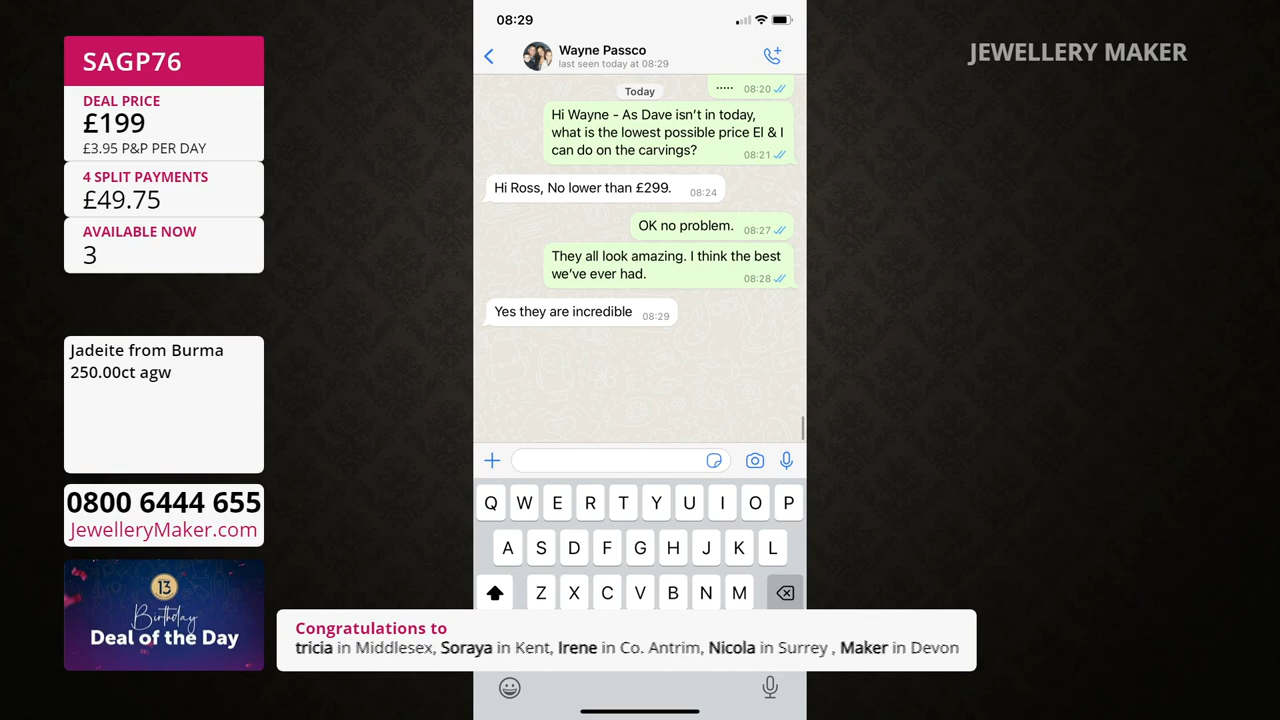 SAGP76
DEAL PRICE
£199
£3.95 P&P PER DAY
4 SPLIT PAYMENTS
£49.75
AVAILABLE NOW
3
Jadeite from Burma
250.00ct agw
0800 6444 655
JewelleryMaker.com
13
Birthday
Deal of the Day
08:29
Wayne Passco
last seen today at 08:29
..... 08:20
Today
Hi Wayne - As Dave isn’t in today,
what is the lowest possible price El & I
can do on the carvings?
08:21
Hi Ross, No lower than £299. 08:24
OK no problem. 08:27
They all look amazing. I think the best
we’ve ever had.
08:28
Yes they are incredible 08:29
Q W E R T Y U I O P
A S D F G H J K L
Z X C V B N M
Congratulations to
tricia in Middlesex, Soraya in Kent, Irene in Co. Antrim, Nicola in Surrey , Maker in Devon
JEWELLERY MAKER